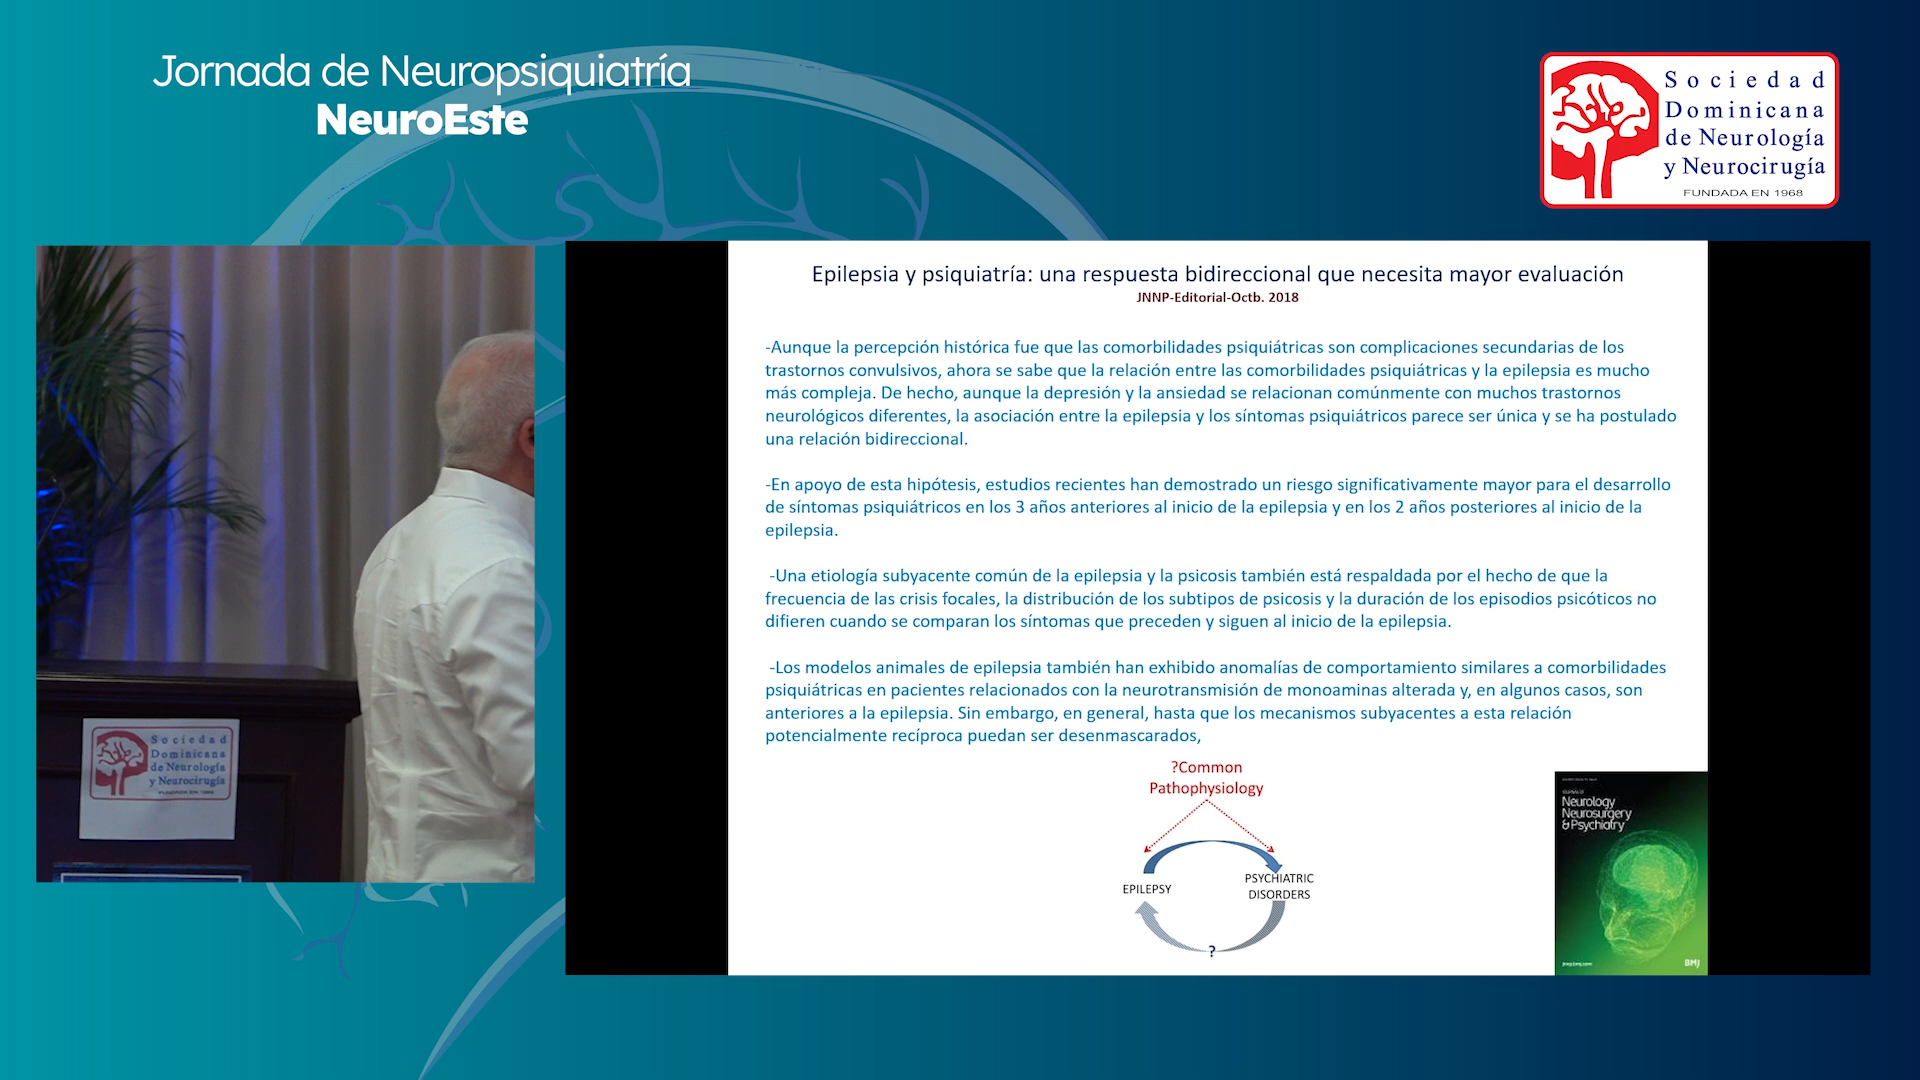 Jornada de Neuropsiquiatría
NeuroEste
Sociedad
Dominicana
de Neurología
y Neurocirugía
FUNDADA EN 1968
Sociedad
Dominicana
de Neurología
y Neurocirugía
FUNDADA EN 1968
Epilepsia y psiquiatría: una respuesta bidireccional que necesita mayor evaluación
JNNP-Editorial-Octb. 2018
-Aunque la percepción histórica fue que las comorbilidades psiquiátricas son complicaciones secundarias de los
trastornos convulsivos, ahora se sabe que la relación entre las comorbilidades psiquiátricas y la epilepsia es mucho
más compleja. De hecho, aunque la depresión y la ansiedad se relacionan comúnmente con muchos trastornos
neurológicos diferentes, la asociación entre la epilepsia y los síntomas psiquiátricos parece ser única y se ha postulado
una relación bidireccional.
-En apoyo de esta hipótesis, estudios recientes han demostrado un riesgo significativamente mayor para el desarrollo
de síntomas psiquiátricos en los 3 años anteriores al inicio de la epilepsia y en los 2 años posteriores al inicio de la
epilepsia.
-Una etiología subyacente común de la epilepsia y la psicosis también está respaldada por el hecho de que la
frecuencia de las crisis focales, la distribución de los subtipos de psicosis y la duración de los episodios psicóticos no
difieren cuando se comparan los síntomas que preceden y siguen al inicio de la epilepsia.
-Los modelos animales de epilepsia también han exhibido anomalías de comportamiento similares a comorbilidades
psiquiátricas en pacientes relacionados con la neurotransmisión de monoaminas alterada y, en algunos casos, son
anteriores a la epilepsia. Sin embargo, en general, hasta que los mecanismos subyacentes a esta relación
potencialmente recíproca puedan ser desenmascarados,
?Common
Pathophysiology
EPILEPSY
PSYCHIATRIC
DISORDERS
?
Neurology
Neurosurgery
& Psychiatry
jnnp.bmj.com
BMJ